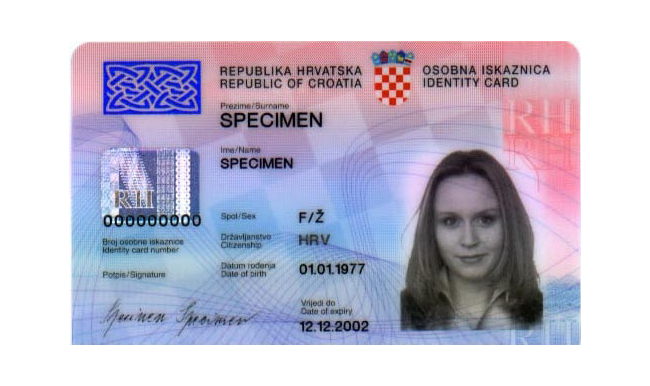 REPUBLIKA HRVATSKA
REPUBLIC OF CROATIA
OSOBNA ISKAZNICA
IDENTITY CARD
Prezime/Surname
SPECIMEN
Ime/Name
SPECIMEN
RH
000000000
Broj osobne iskaznice
Identity card number
Spol/Sex
F/Ž
Državljanstvo
Citizenship
HRV
Datum rođenja
Date of birth
01.01.1977
Potpis/Signature
Specimen Specimen
Vrijedi do
Date of expiry
12.12.2002
RH
RH
RH